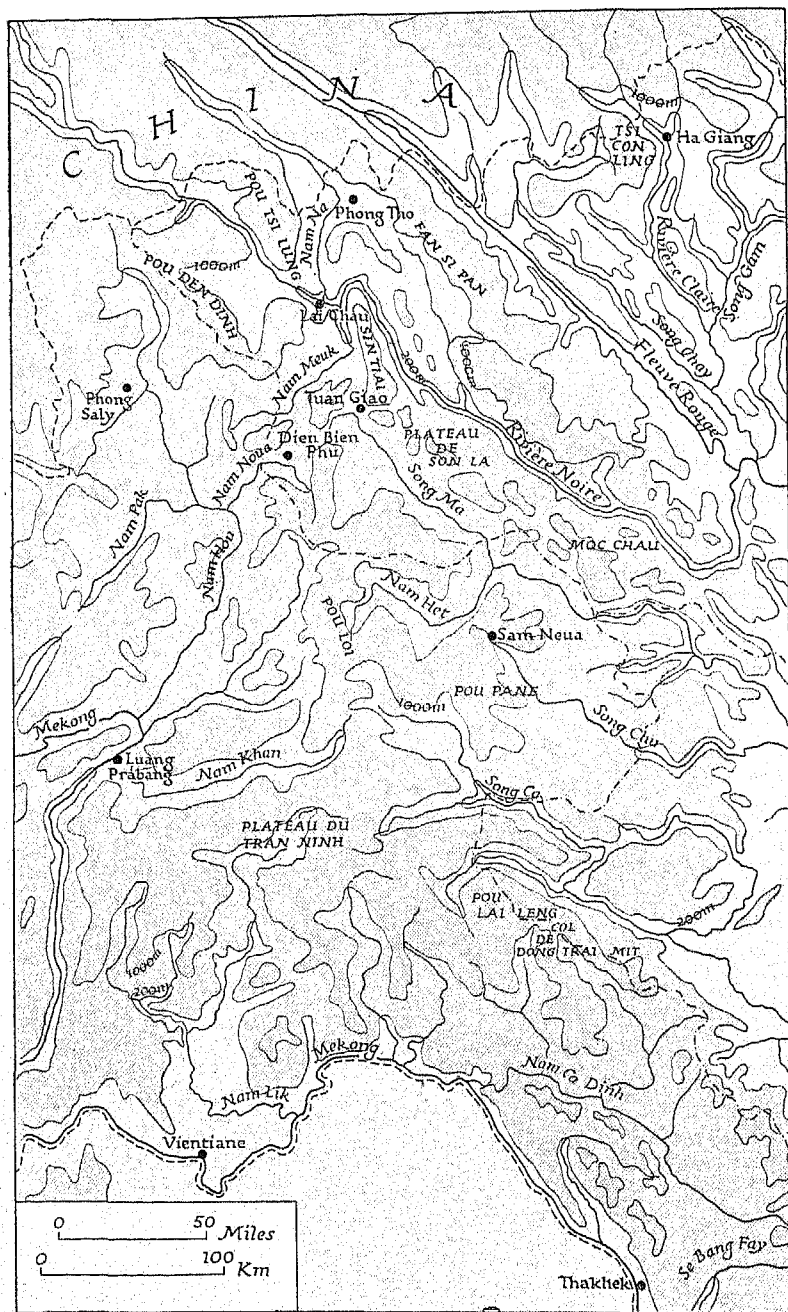 CHINA
1000m
Ha Giang
TSI
CON
LING
POU TSI LUNG
Nam Na
Phong Tho
FAN SI PAN
Rivière Claire
Song Gam
1000m
POU DEN DINH
Lai Chau
SIN TIAI
Song Chay
Fleuve Rouge
200m
1000m
Nam Meuk
Phong
Saly
Tuan Giao
Dien Bien
Phu
PLATEAU
DE
SON LA
Rivière Noire
Nam Noua
Song Ma
Nam Pak
Nam Hou
MOC CHAU
Nam Het
POU LOI
Sam Neua
POU PANE
1000m
Mekong
Song Chu
Luang
Prabang
Nam Khan
Song Ca
PLATEAU DU
TRAN NINH
POU
LAI LENG
COL
DE
DONG TRAI MIT
200m
1000m
200m
Mekong
Nam Ca Dinh
Nam Lik
Vientiane
0 50 Miles
0 100 Km
Se Bang Fay
Thakhek